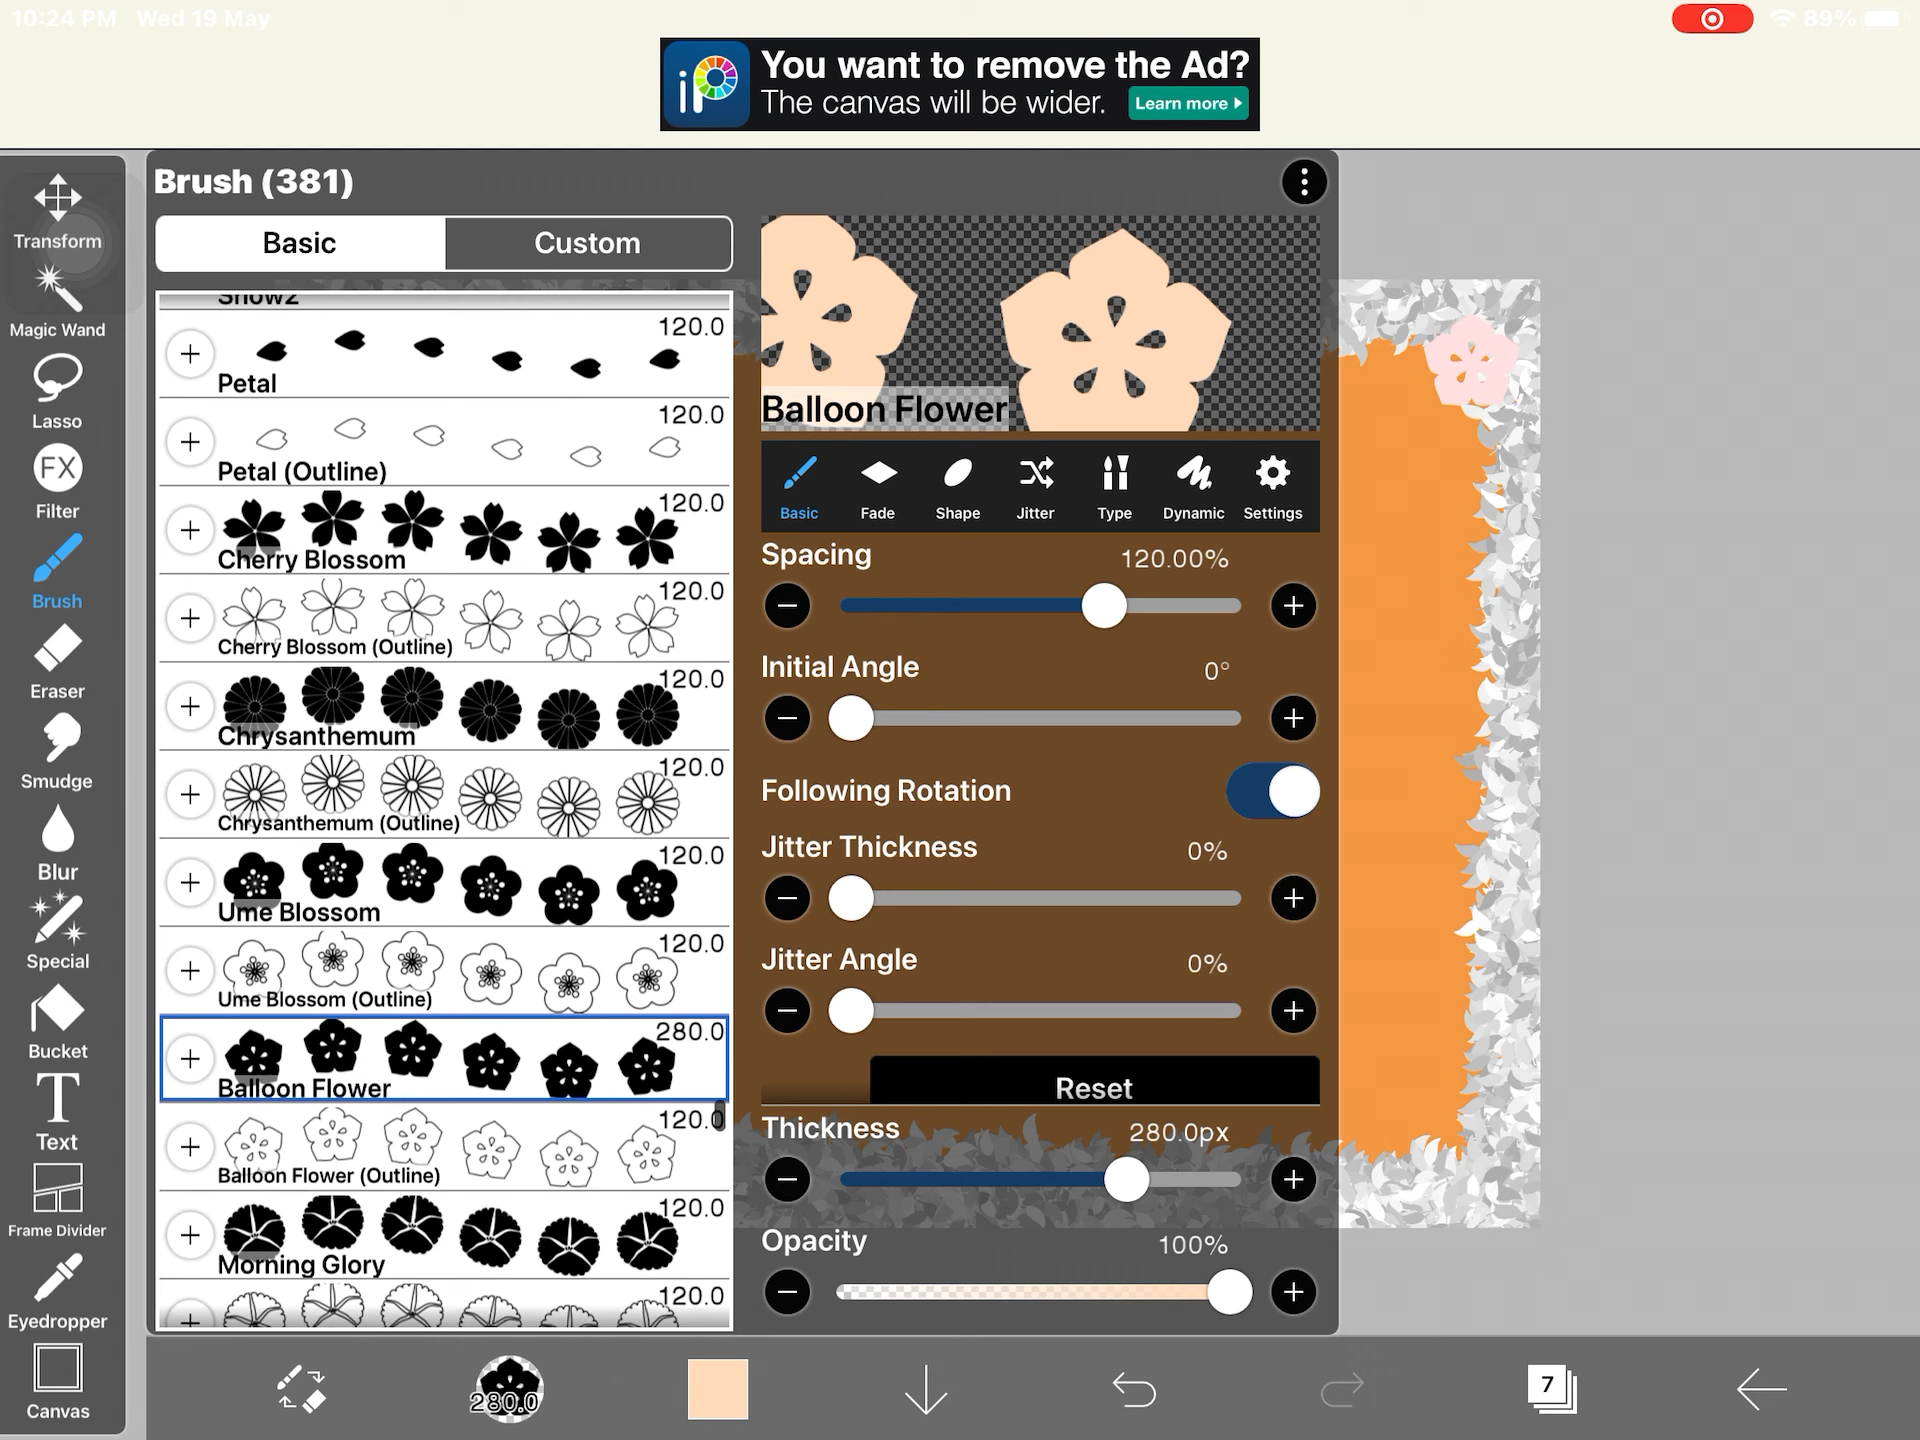 10:24 PM Wed 19 May
89%
iP
You want to remove the Ad?
The canvas will be wider.
Learn more
Transform
Magic Wand
Lasso
FX
Filter
Brush
Eraser
Smudge
Blur
Special
Bucket
T
Text
Frame Divider
Eyedropper
Canvas
Brush (381)
Basic
Custom
Snow2
120.0
Petal
120.0
Petal (Outline)
120.0
Cherry Blossom
120.0
Cherry Blossom (Outline)
120.0
Chrysanthemum
120.0
Chrysanthemum (Outline)
120.0
Ume Blossom
120.0
Ume Blossom (Outline)
280.0
Balloon Flower
120.0
Balloon Flower (Outline)
120.0
Morning Glory
120.0
Balloon Flower
Basic
Fade
Shape
Jitter
Type
Dynamic
Settings
Spacing
120.00%
Initial Angle
0°
Following Rotation
Jitter Thickness
0%
Jitter Angle
0%
Reset
Thickness
280.0px
Opacity
100%
280.0
7